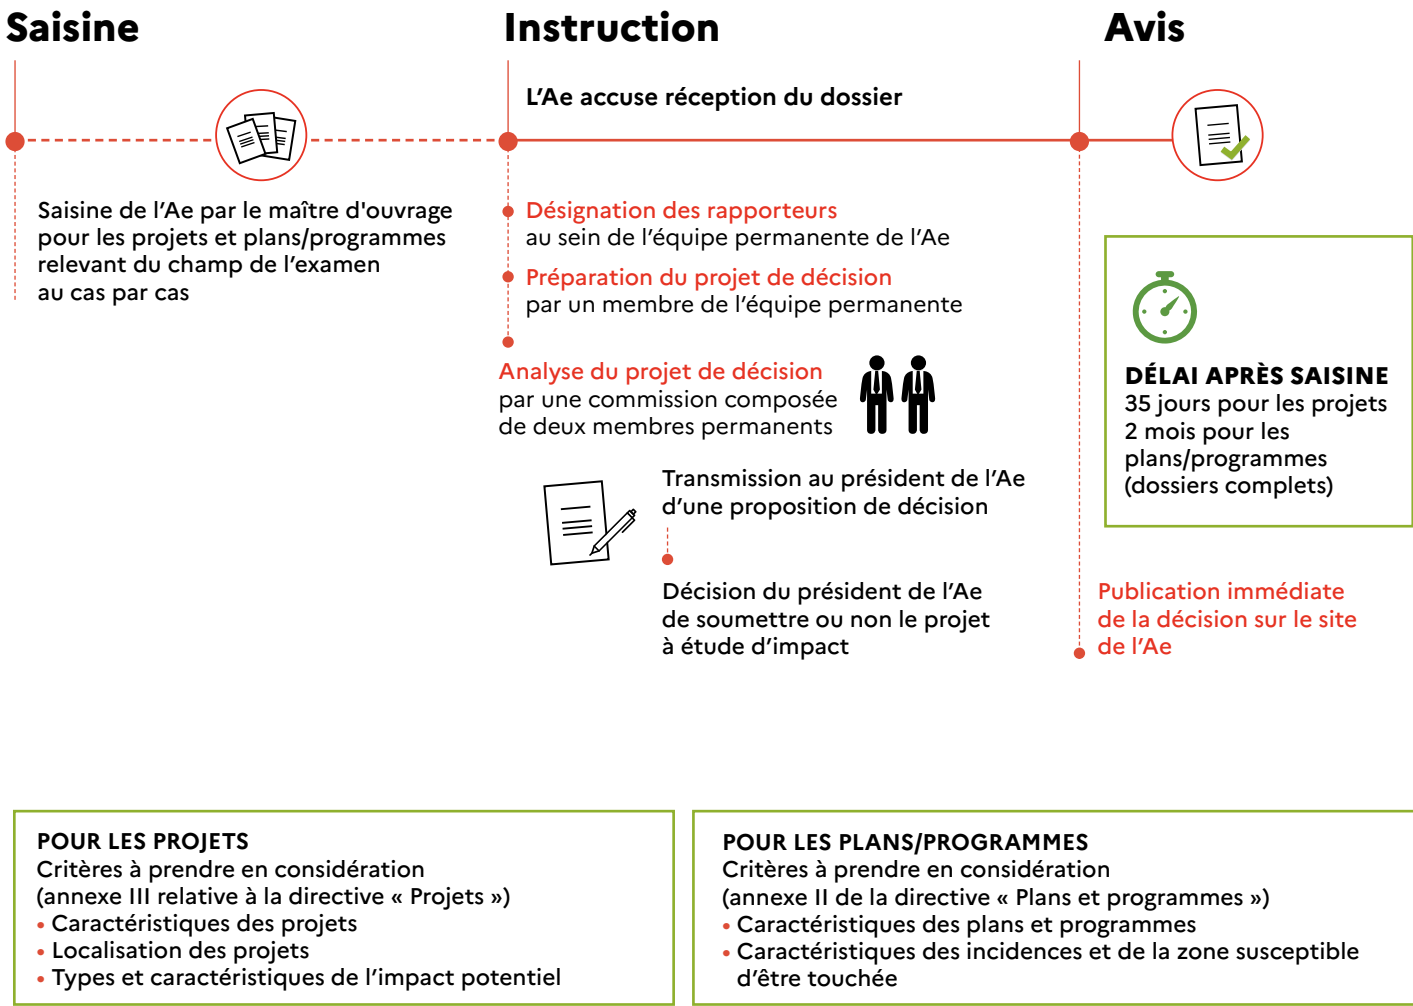 Saisine
Instruction
Avis
L’Ae accuse réception du dossier
Saisine de l’Ae par le maître d'ouvrage
pour les projets et plans/programmes
relevant du champ de l’examen
au cas par cas
Désignation des rapporteurs
au sein de l’équipe permanente de l’Ae
Préparation du projet de décision
par un membre de l’équipe permanente
Analyse du projet de décision
par une commission composée
de deux membres permanents
Transmission au président de l’Ae
d’une proposition de décision
Décision du président de l’Ae
de soumettre ou non le projet
à étude d’impact
DÉLAI APRÈS SAISINE
35 jours pour les projets
2 mois pour les
plans/programmes
(dossiers complets)
Publication immédiate
de la décision sur le site
de l’Ae
POUR LES PROJETS
Critères à prendre en considération
(annexe III relative à la directive « Projets »)
• Caractéristiques des projets
• Localisation des projets
• Types et caractéristiques de l’impact potentiel
POUR LES PLANS/PROGRAMMES
Critères à prendre en considération
(annexe II de la directive « Plans et programmes »)
• Caractéristiques des plans et programmes
• Caractéristiques des incidences et de la zone susceptible
d’être touchée